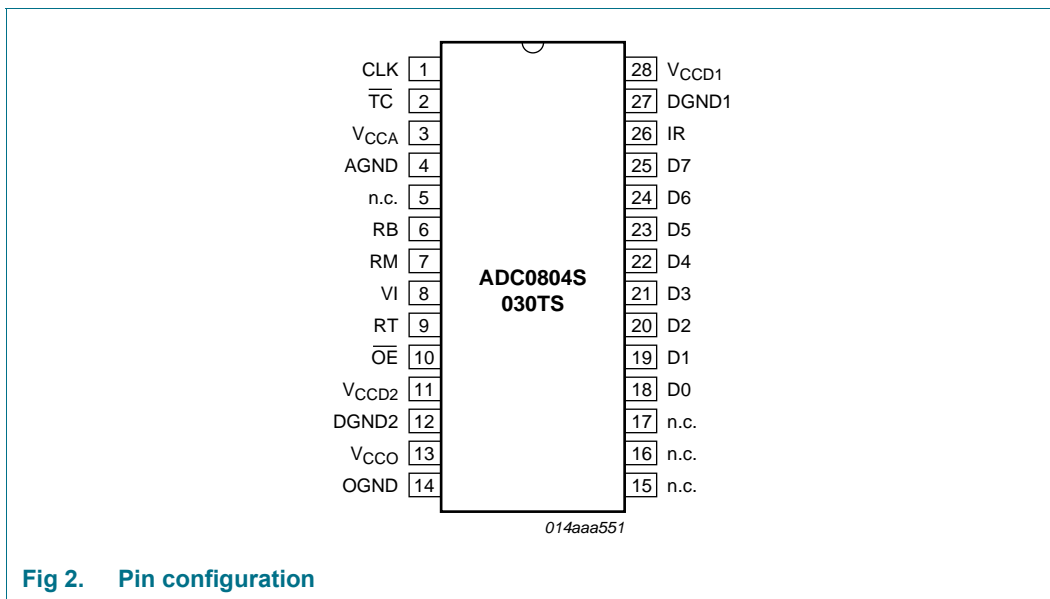 CLK 1
TC 2
VCCA 3
AGND 4
n.c. 5
RB 6
RM 7
VI 8
RT 9
OE 10
VCCD2 11
DGND2 12
VCCO 13
OGND 14
ADC0804S
030TS
28 VCCD1
27 DGND1
26 IR
25 D7
24 D6
23 D5
22 D4
21 D3
20 D2
19 D1
18 D0
17 n.c.
16 n.c.
15 n.c.
014aaa551
Fig 2. Pin configuration